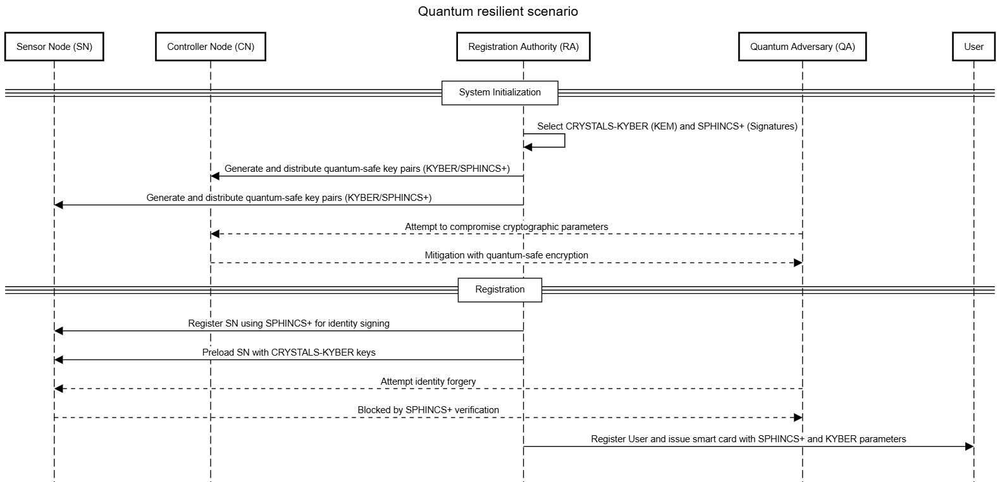 Quantum resilient scenario
Sensor Node (SN)
Controller Node (CN)
Registration Authority (RA)
Quantum Adversary (QA)
User
System Initialization
Select CRYSTALS-KYBER (KEM) and SPHINCS+ (Signatures)
Generate and distribute quantum-safe key pairs (KYBER/SPHINCS+)
Generate and distribute quantum-safe key pairs (KYBER/SPHINCS+)
Attempt to compromise cryptographic parameters
Mitigation with quantum-safe encryption
Registration
Register SN using SPHINCS+ for identity signing
Preload SN with CRYSTALS-KYBER keys
Attempt identity forgery
Blocked by SPHINCS+ verification
Register User and issue smart card with SPHINCS+ and KYBER parameters